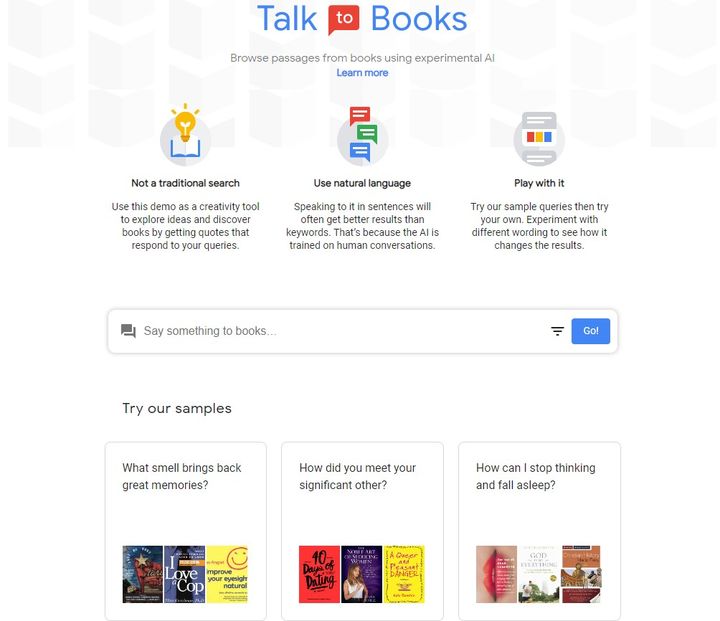 Talk to Books
Browse passages from books using experimental AI
Learn more
Not a traditional search
Use this demo as a creativity tool
to explore ideas and discover
books by getting quotes that
respond to your queries.
Use natural language
Speaking to it in sentences will
often get better results than
keywords. That's because the AI is
trained on human conversations.
Play with it
Try our sample queries then try
your own. Experiment with
different wording to see how it
changes the results.
Say something to books...
Go!
Try our samples
What smell brings back
great memories?
I
Love
a Cop
improve
your eyesight
natural
How did you meet your
significant other?
40
Days of
Dating
NOBLE ART OF
SEDUCING
WOMEN
A Queer
and
Pleasant
DANGER
How can I stop thinking
and fall asleep?
GOD
EVERYTHING